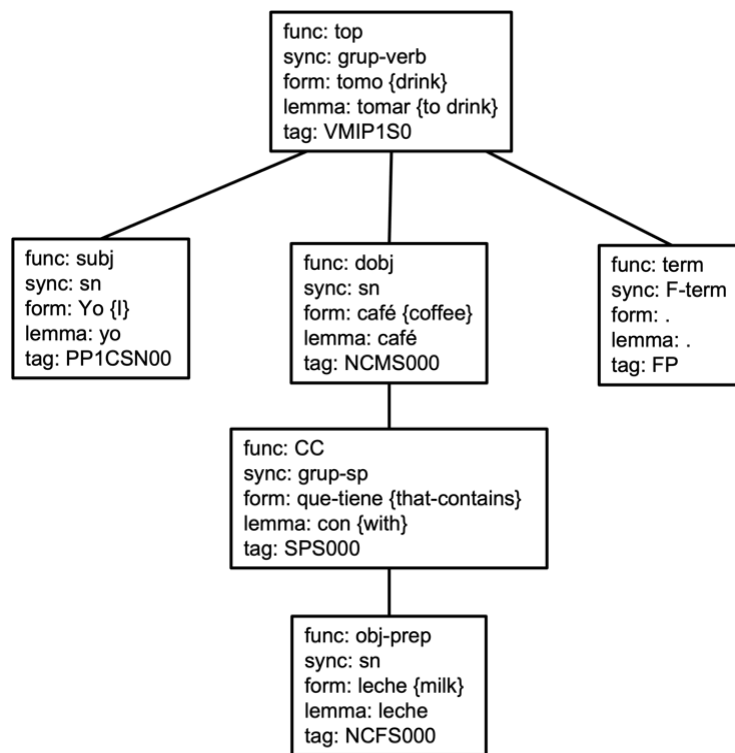 func: top
sync: grup-verb
form: tomo {drink}
lemma: tomar {to drink}
tag: VMIP1S0
func: subj
sync: sn
form: Yo {I}
lemma: yo
tag: PP1CSN00
func: dobj
sync: sn
form: café {coffee}
lemma: café
tag: NCMS000
func: term
sync: F-term
form: .
lemma: .
tag: FP
func: CC
sync: grup-sp
form: que-tiene {that-contains}
lemma: con {with}
tag: SPS000
func: obj-prep
sync: sn
form: leche {milk}
lemma: leche
tag: NCFS000